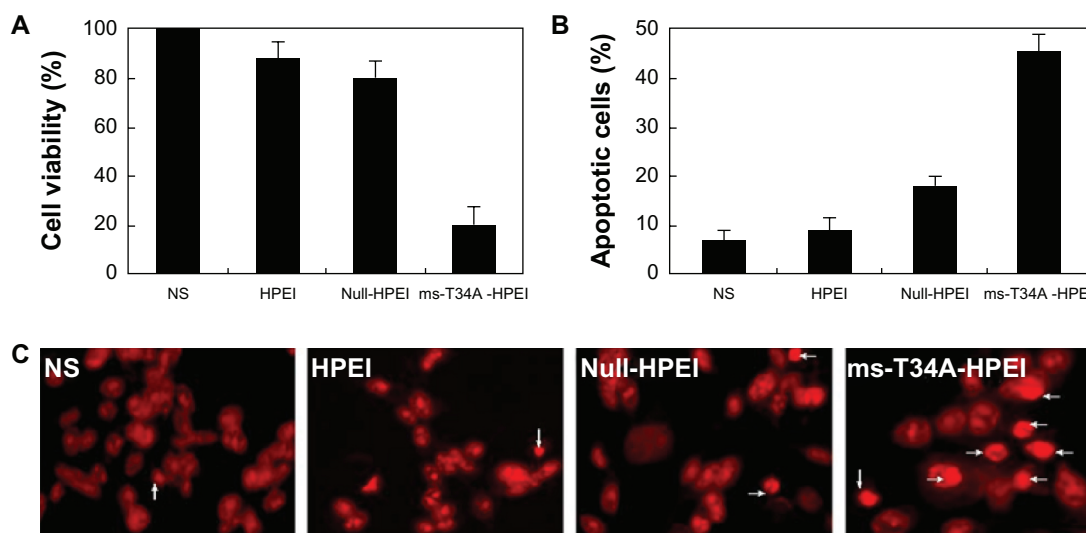 A
Cell viability (%)
100
80
60
40
20
0
NS HPEI Null-HPEI ms-T34A -HPEI
B
Apoptotic cells (%)
50
40
30
20
10
0
NS HPEI Null-HPEI ms-T34A -HPE
C
NS
HPEI
Null-HPEI
ms-T34A-HPEI